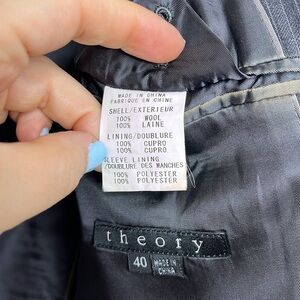 MADE IN CHINA
FABRIQUE EN CHINE
SHELL/EXTERIEUR
100% WOOL
100% LAINE
LINING/DOUBLURE
100% CUPRO
100% CUPRO
SLEEVE LINING
/DOUBLURE DES MANCHES
100% POLYESTER
100% POLYESTER
theory
40 MADE IN
CHINA